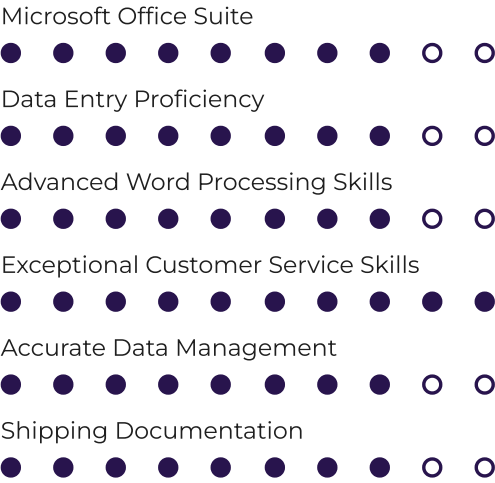 Microsoft Office Suite
Data Entry Proficiency
Advanced Word Processing Skills
Exceptional Customer Service Skills
Accurate Data Management
Shipping Documentation